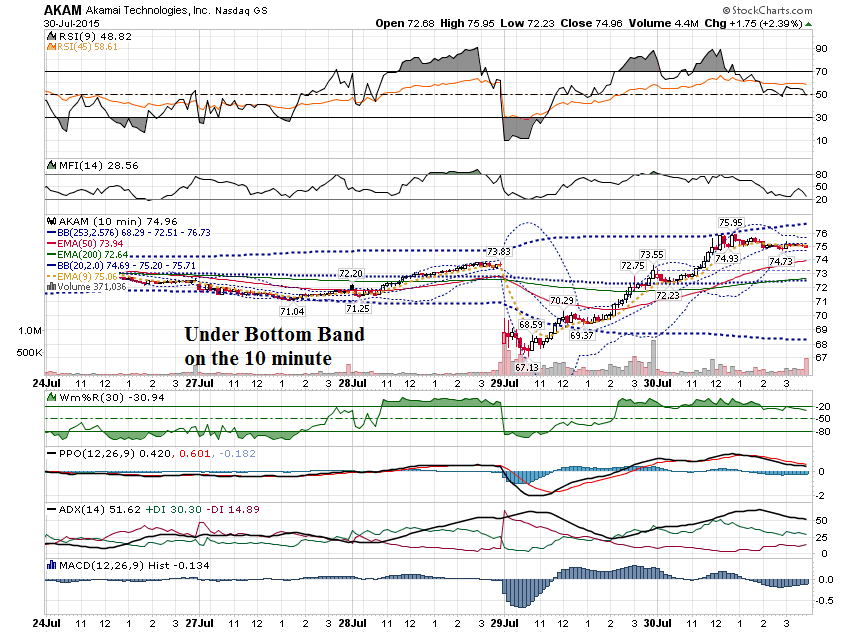 AKAM Akamai Technologies, Inc. Nasdaq GS
© StockCharts.com
30-Jul-2015
Open 72.68 High 75.95 Low 72.23 Close 74.96 Volume 4.4M Chg +1.75 (+2.39%)
RSI(9) 48.82
RSI(45) 58.61
90
70
50
30
10
MFI(14) 28.56
80
50
20
AKAM (10 min) 74.96
BB(253,2.576) 68.29 - 72.51 - 76.73
EMA(50) 73.94
EMA(200) 72.64
BB(20,2.0) 74.69 - 75.20 - 75.71
EMA(9) 75.06
Volume 371,036
76
75
74
73
72
71
70
69
68
67
1.0M
500K
71.04
72.20
71.25
73.83
68.59
67.13
70.29
69.37
72.75
73.55
72.23
75.95
74.93
74.73
Under Bottom Band
on the 10 minute
24Jul 11 12 1 2 3 27Jul 11 12 1 2 3 28Jul 11 12 1 2 3 29Jul 11 12 1 2 3 30Jul 11 12 1 2 3
Wm%R(30) -30.94
-20
-50
-80
PPO(12,26,9) 0.420, 0.601, -0.182
0
-2
ADX(14) 51.62 +DI 30.30 -DI 14.89
50
25
0
MACD(12,26,9) Hist -0.134
0.0
-0.5
24Jul 11 12 1 2 3 27Jul 11 12 1 2 3 28Jul 11 12 1 2 3 29Jul 11 12 1 2 3 30Jul 11 12 1 2 3